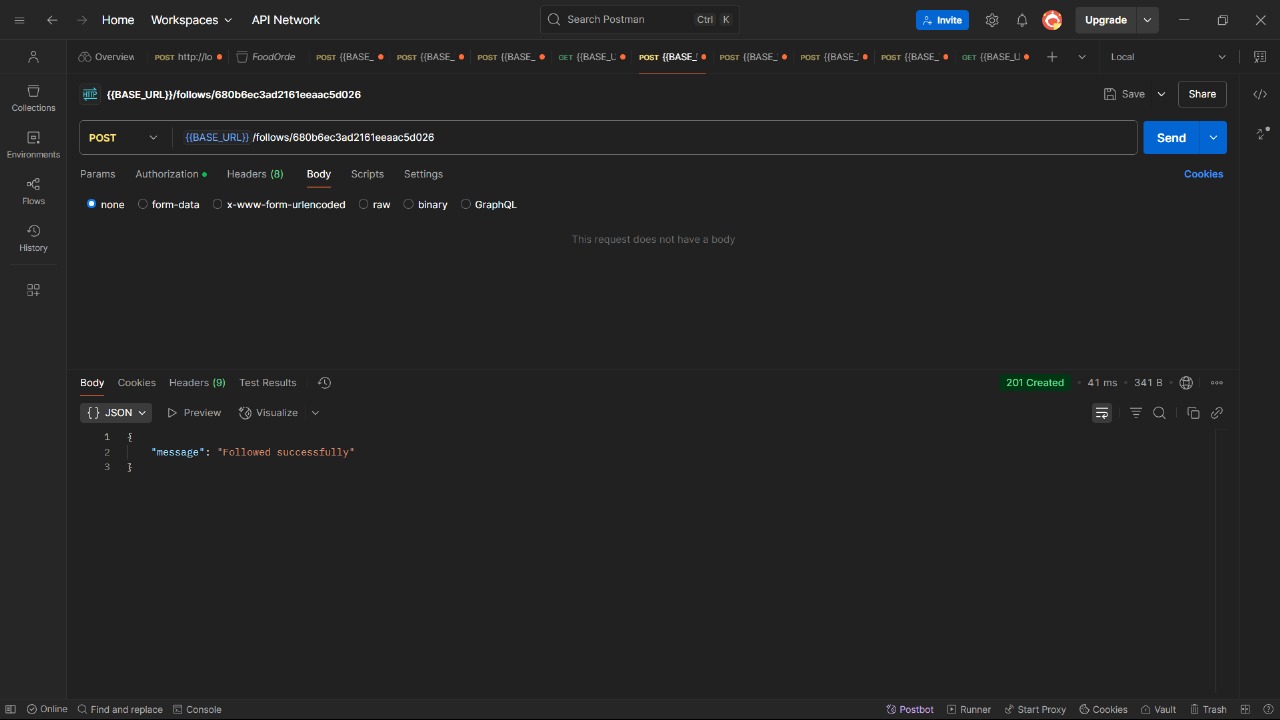 Home Workspaces API Network Search Postman Ctrl K Invite Upgrade
Overview POST http://lo FoodOrde POST {{BASE_ POST {{BASE_ POST {{BASE_ GET {{BASE_U POST {{BASE_ POST {{BASE_ POST {{BASE_ POST {{BASE_ GET {{BASE_U Local
Collections
Environments
Flows
History
HTTP {{BASE_URL}}/follows/680b6ec3ad2161eeaac5d026 Save Share
POST {{BASE_URL}} /follows/680b6ec3ad2161eeaac5d026 Send
Params Authorization Headers (8) Body Scripts Settings Cookies
none form-data x-www-form-urlencoded raw binary GraphQL
This request does not have a body
Body Cookies Headers (9) Test Results 201 Created 41 ms 341 B
{} JSON Preview Visualize
1 {
2 "message": "Followed successfully"
3 }
Online Find and replace Console Postbot Runner Start Proxy Cookies Vault Trash